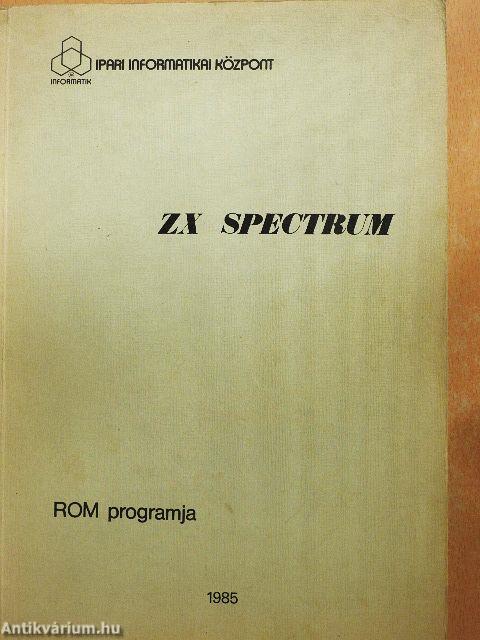 IPARI INFORMATIKAI KÖZPONT
INFORMATIK
ZX SPECTRUM
ROM programja
1985
Antikvárium.hu